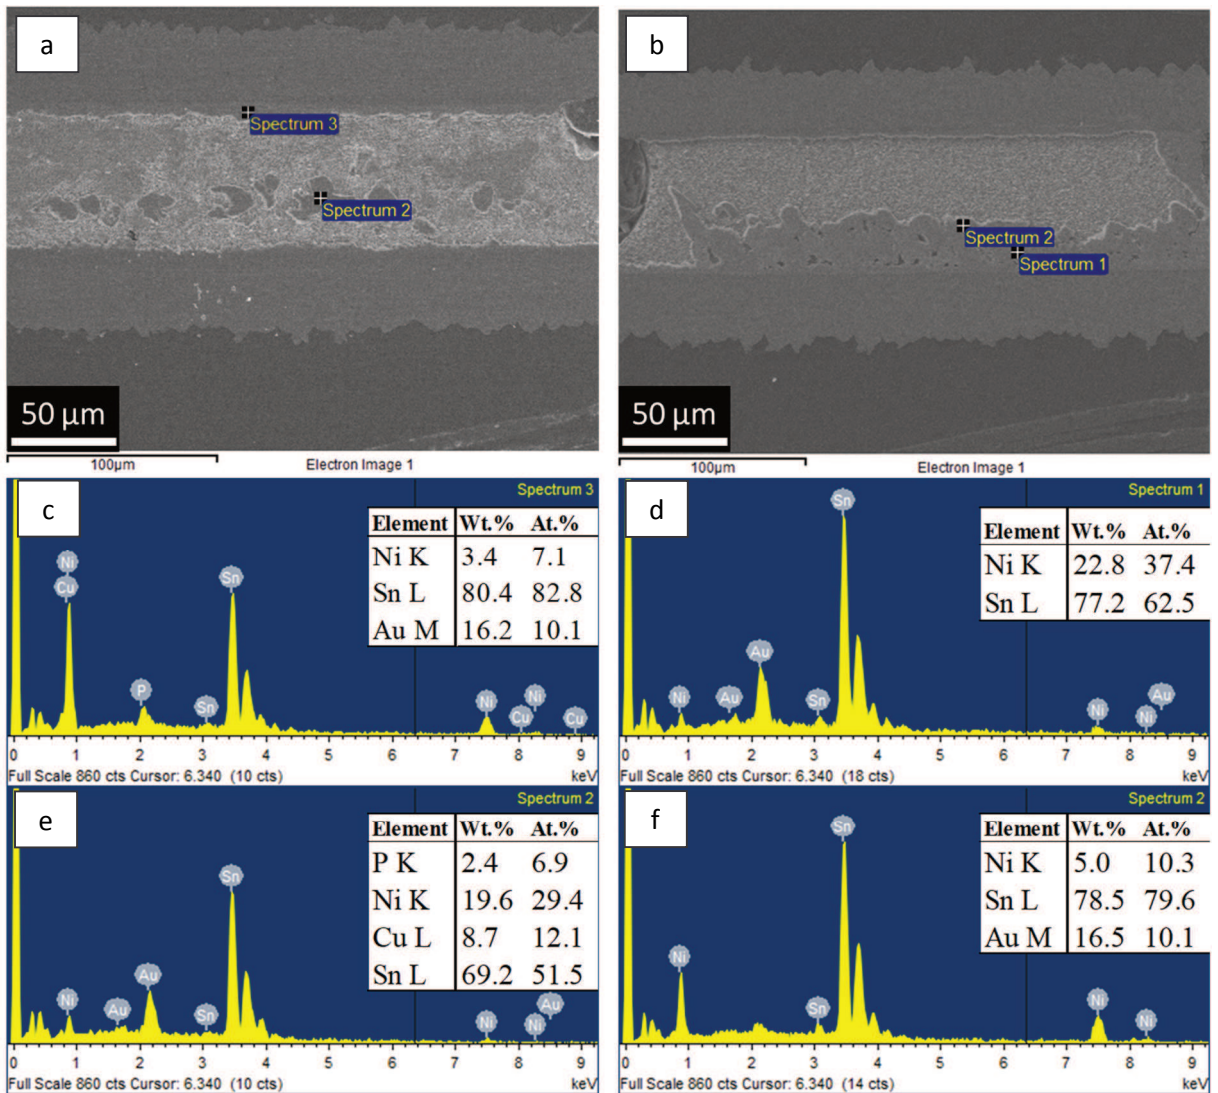 a
Spectrum 3
Spectrum 2
50 µm
100µm
Electron Image 1
b
Spectrum 2
Spectrum 1
50 µm
100µm
Electron Image 1
c
Spectrum 3
Element Wt.% At.%
Ni K 3.4 7.1
Sn L 80.4 82.8
Au M 16.2 10.1
Ni
Cu
Sn
P
Sn
Ni
Ni
Cu
Cu
0 1 2 3 4 5 6 7 8 9
Full Scale 860 cts Cursor: 6.340 (10 cts)
keV
d
Spectrum 1
Element Wt.% At.%
Ni K 22.8 37.4
Sn L 77.2 62.5
Sn
Au
Ni
Au
Sn
Ni
Ni
Au
0 1 2 3 4 5 6 7 8 9
Full Scale 860 cts Cursor: 6.340 (18 cts)
keV
e
Spectrum 2
Element Wt.% At.%
P K 2.4 6.9
Ni K 19.6 29.4
Cu L 8.7 12.1
Sn L 69.2 51.5
Sn
Au
Ni
Au
Sn
Ni
Au
Ni
0 1 2 3 4 5 6 7 8 9
Full Scale 860 cts Cursor: 6.340 (10 cts)
keV
f
Spectrum 2
Element Wt.% At.%
Ni K 5.0 10.3
Sn L 78.5 79.6
Au M 16.5 10.1
Sn
Ni
Sn
Ni
Ni
0 1 2 3 4 5 6 7 8 9
Full Scale 860 cts Cursor: 6.340 (14 cts)
keV